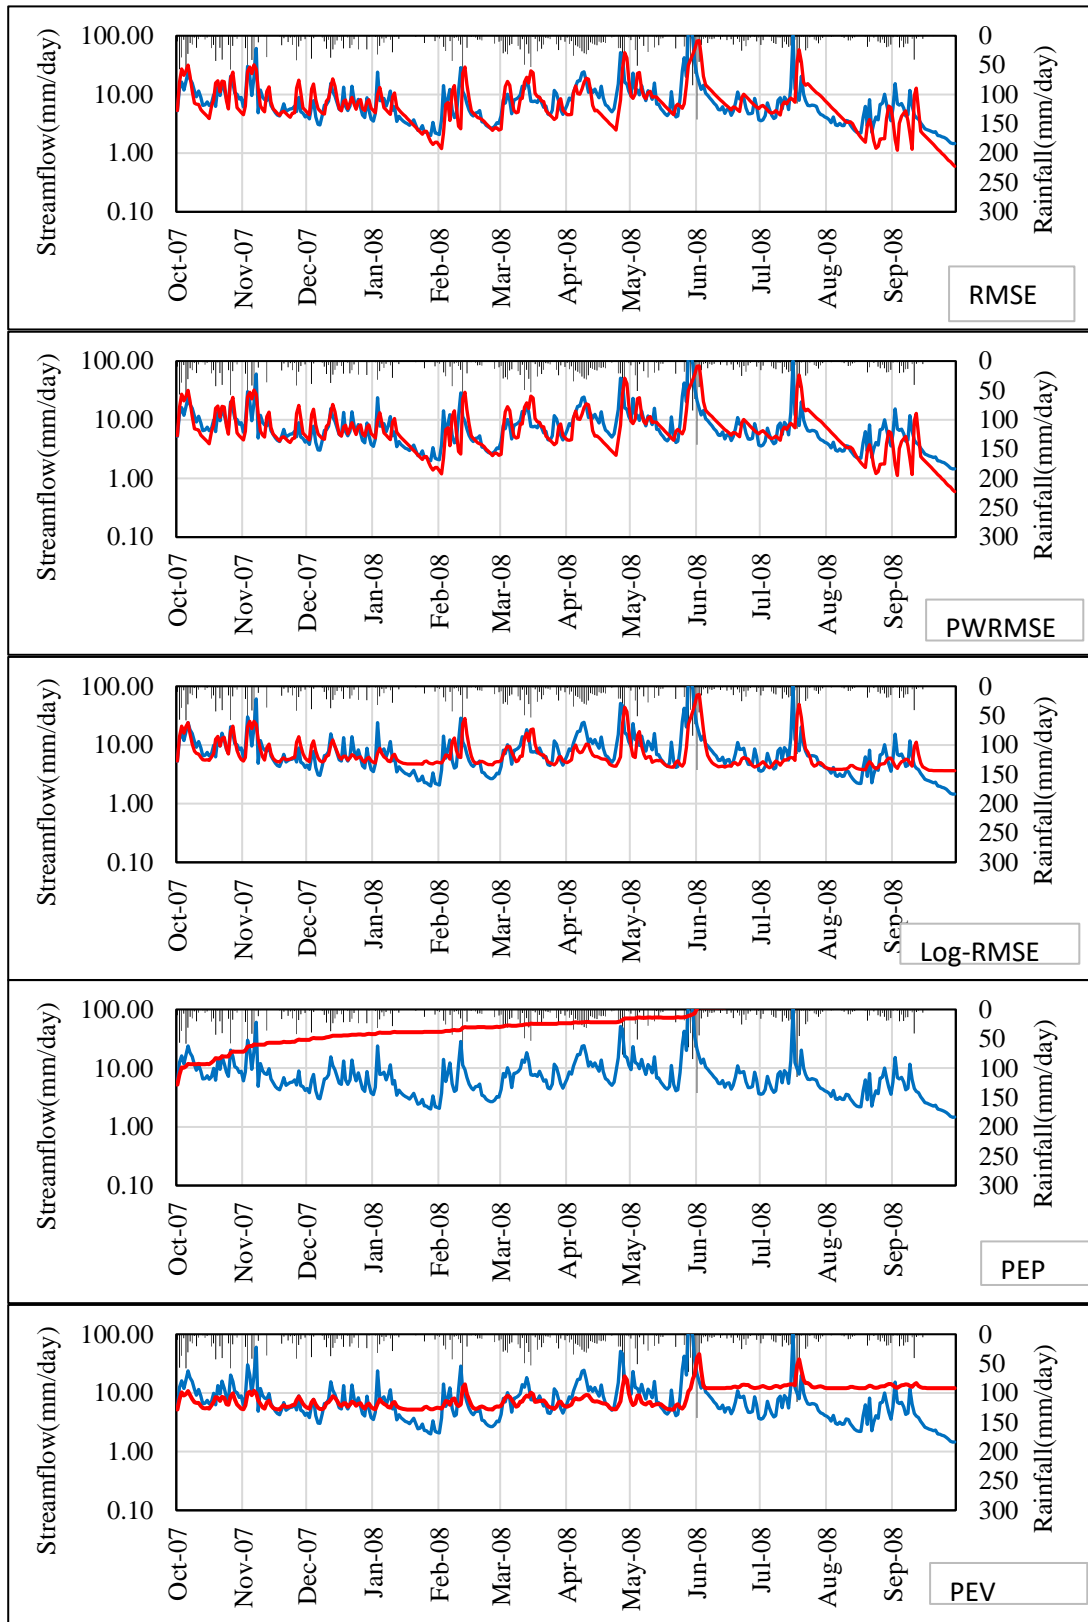 Streamflow(mm/day)
100.00
10.00
1.00
0.10
0
50
100
150
200
250
300
Rainfall(mm/day)
Oct-07
Nov-07
Dec-07
Jan-08
Feb-08
Mar-08
Apr-08
May-08
Jun-08
Jul-08
Aug-08
Sep-08
RMSE
Streamflow(mm/day)
100.00
10.00
1.00
0.10
0
50
100
150
200
250
300
Rainfall(mm/day)
Oct-07
Nov-07
Dec-07
Jan-08
Feb-08
Mar-08
Apr-08
May-08
Jun-08
Jul-08
Aug-08
Sep-08
PWRMSE
Streamflow(mm/day)
100.00
10.00
1.00
0.10
0
50
100
150
200
250
300
Rainfall(mm/day)
Oct-07
Nov-07
Dec-07
Jan-08
Feb-08
Mar-08
Apr-08
May-08
Jun-08
Jul-08
Aug-08
Sep-08
Log-RMSE
Streamflow(mm/day)
100.00
10.00
1.00
0.10
0
50
100
150
200
250
300
Rainfall(mm/day)
Oct-07
Nov-07
Dec-07
Jan-08
Feb-08
Mar-08
Apr-08
May-08
Jun-08
Jul-08
Aug-08
Sep-08
PEP
Streamflow(mm/day)
100.00
10.00
1.00
0.10
0
50
100
150
200
250
300
Rainfall(mm/day)
Oct-07
Nov-07
Dec-07
Jan-08
Feb-08
Mar-08
Apr-08
May-08
Jun-08
Jul-08
Aug-08
Sep-08
PEV